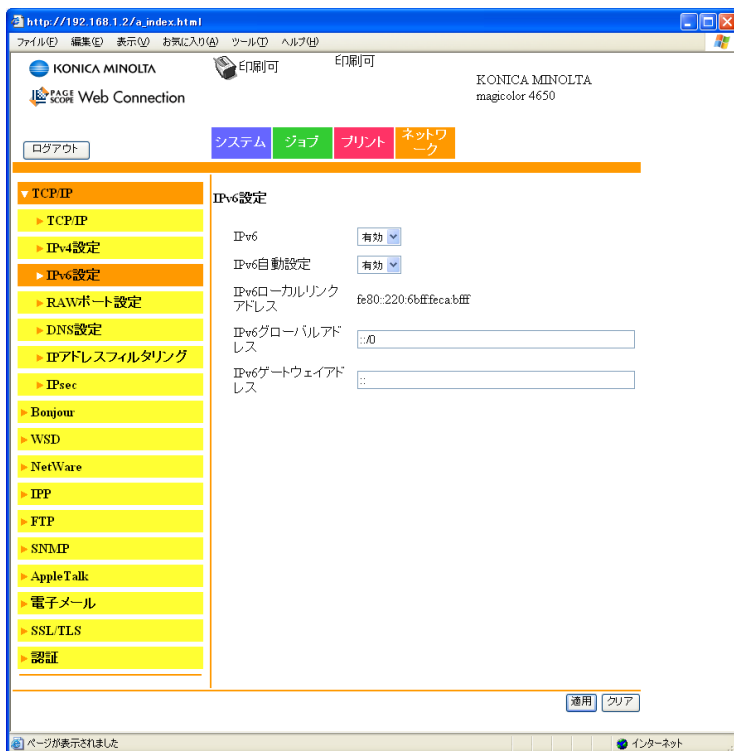 http://192.168.1.2/a_index.html
ファイル(F) 編集(E) 表示(V) お気に入り(A) ツール(T) ヘルプ(H)
KONICA MINOLTA
印刷可
印刷可
KONICA MINOLTA
magicolor 4650
PAGE SCOPE Web Connection
ログアウト
システム
ジョブ
プリント
ネットワ
ーク
TCP/IP
TCP/IP
IPv4設定
IPv6設定
RAWポート設定
DNS設定
IPアドレスフィルタリング
IPsec
Bonjour
WSD
NetWare
IPP
FTP
SNMP
AppleTalk
電子メール
SSL/TLS
認証
IPv6設定
IPv6 有効
IPv6自動設定 有効
IPv6ローカルリンク
アドレス
fe80::220:6bff:feca:bfff
IPv6グローバルアド
レス
::/0
IPv6ゲートウェイアド
レス
::
適用 クリア
ページが表示されました
インターネット